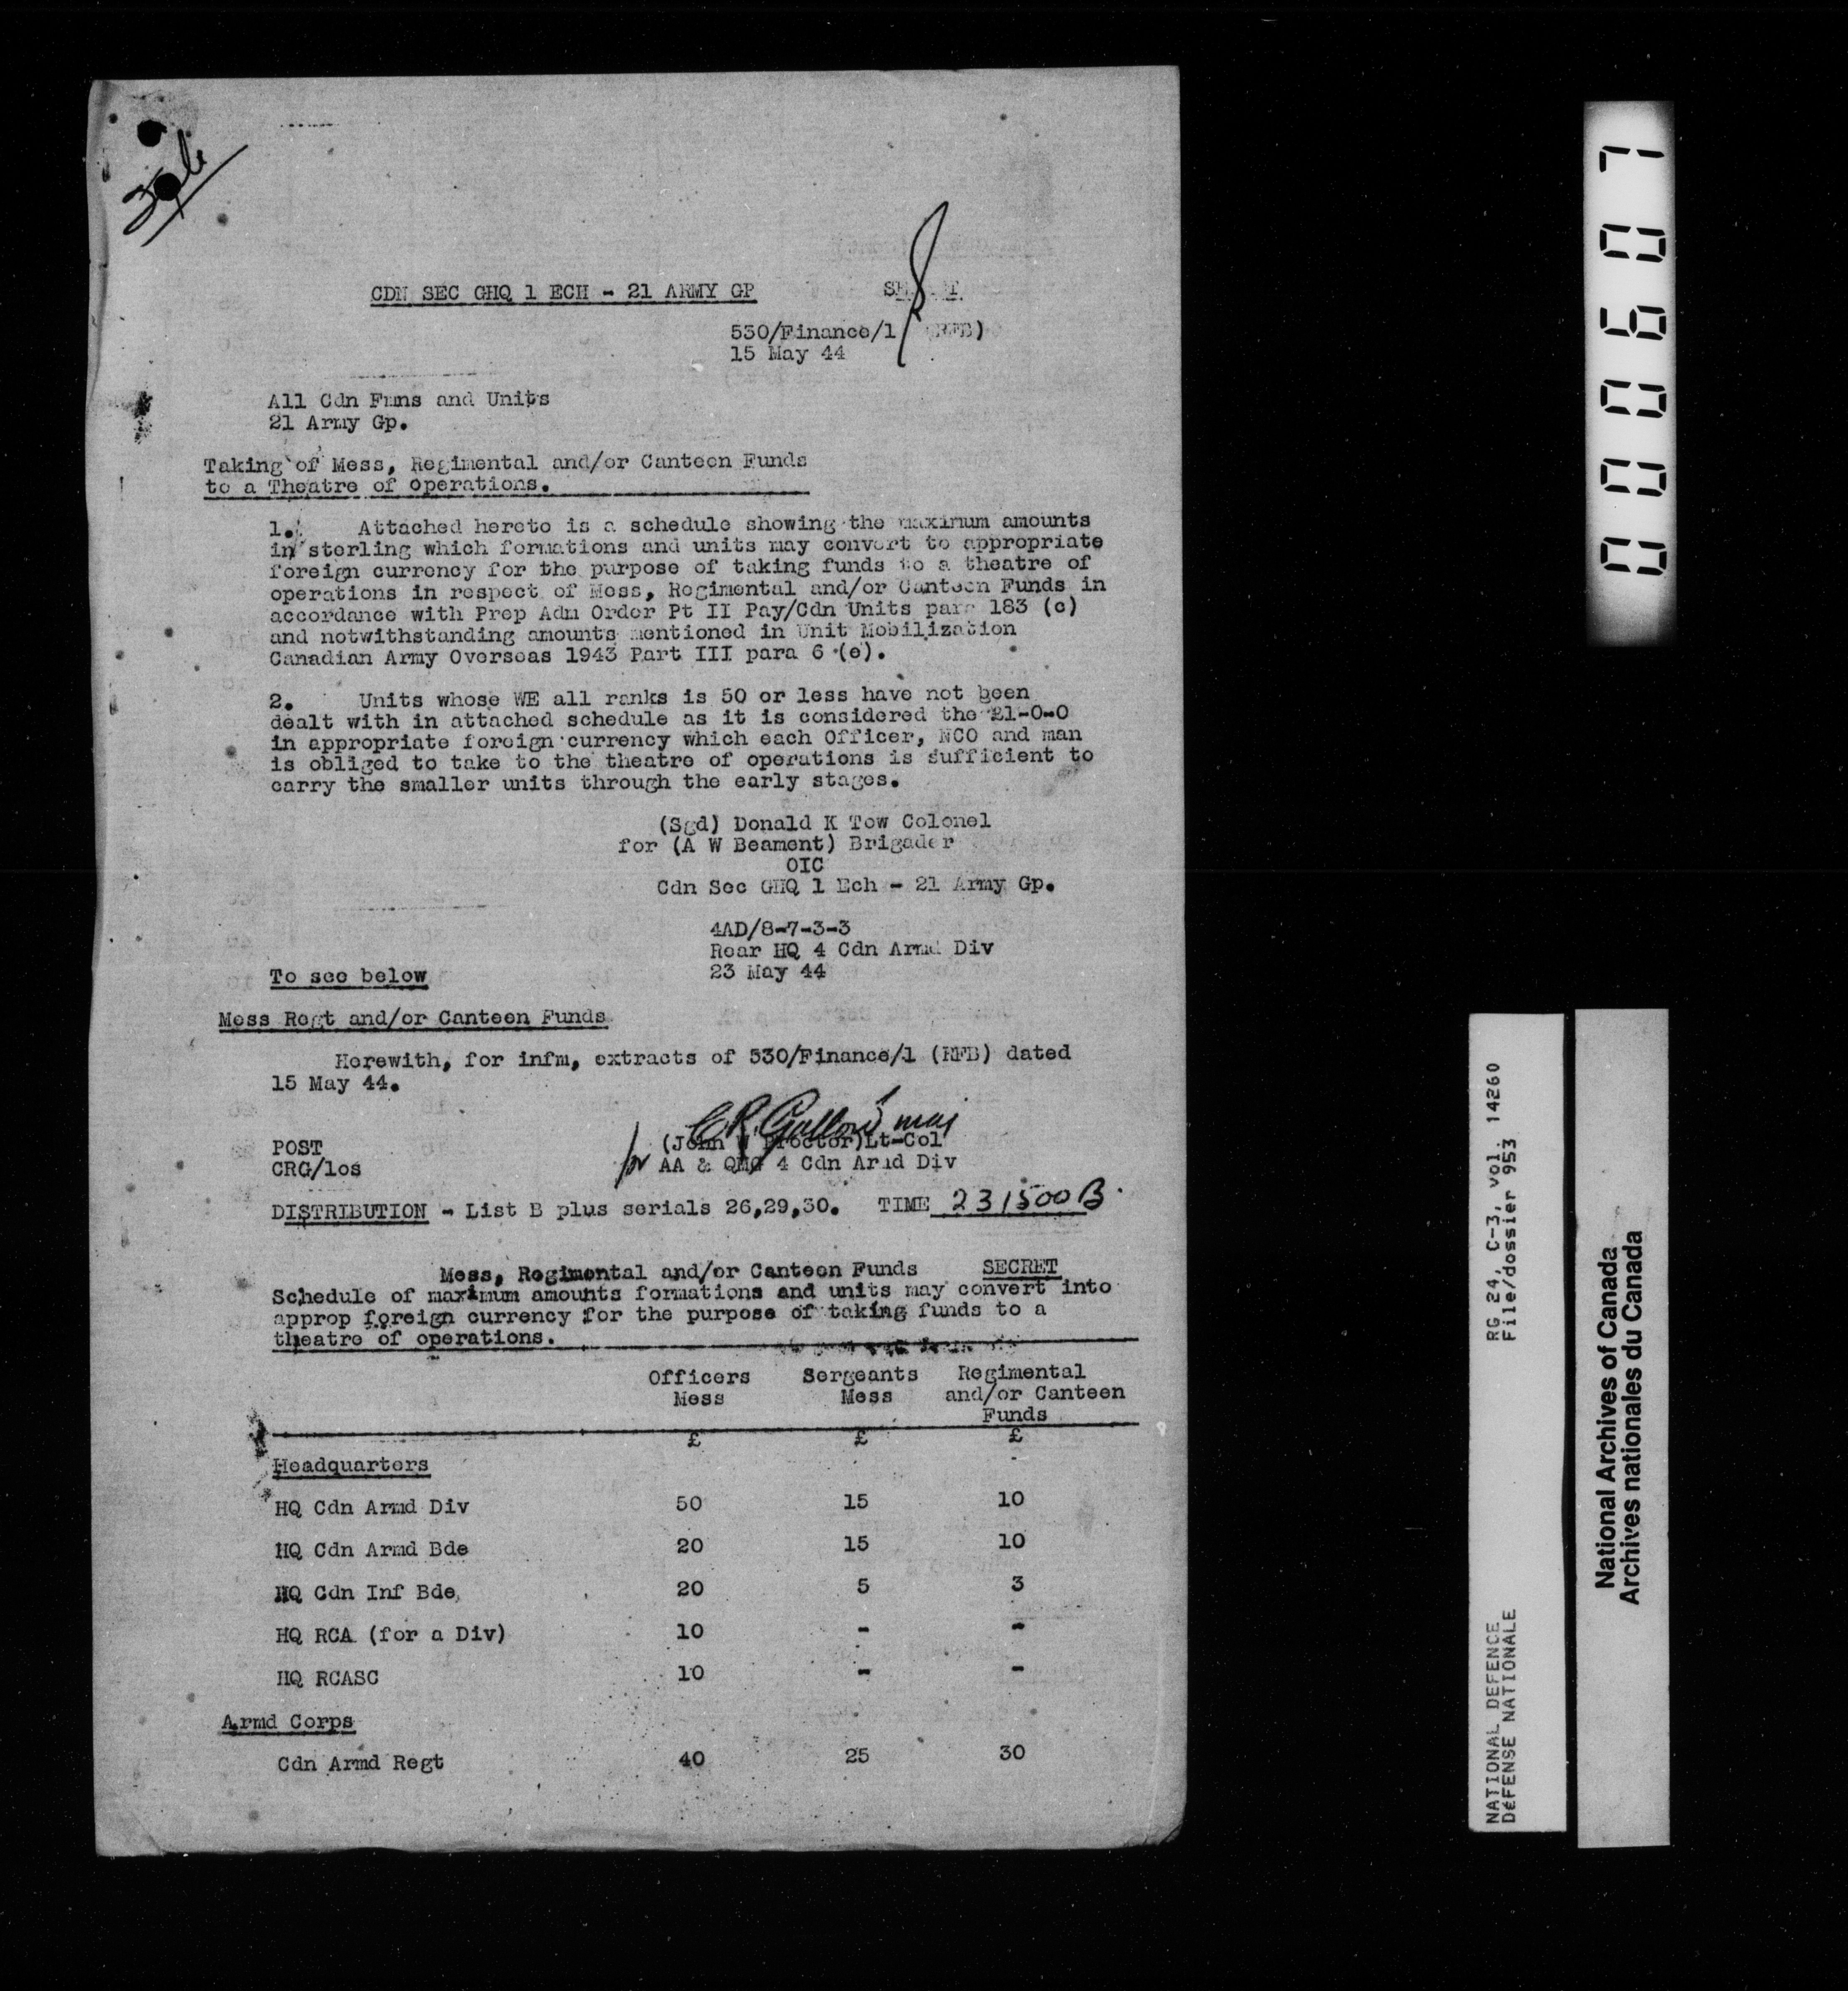 CDN SEC GHQ 1 ECH - 21 ARMY GP
530/Finance/1 (RFB)
15 May 44
All Cdn Fmns and Units
21 Army Gp.
Taking of Mess, Regimental and/or Canteen Funds
to a Theatre of Operations.
1. Attached hereto is a schedule showing the maximum amounts
in sterling which formations and units may convert to appropriate
foreign currency for the purpose of taking funds to a theatre of
operations in respect of Mess, Regimental and/or Canteen Funds in
accordance with Prep Adm Order Pt II Pay/Cdn Units para 183 (c)
and notwithstanding amounts mentioned in Unit Mobilization
Canadian Army Overseas 1943 Part III para 6 (e).
2. Units whose WE all ranks is 50 or less have not been
dealt with in attached schedule as it is considered the £1-0-0
in appropriate foreign currency which each Officer, NCO and man
is obliged to take to the theatre of operations is sufficient to
carry the smaller units through the early stages.
(Sgd) Donald K Tow Colonel
for (A W Beament) Brigader
OIC
Cdn Sec GHQ 1 Ech - 21 Army Gp.
4AD/8-7-3-3
Rear HQ 4 Cdn Armd Div
23 May 44
To see below
Mess Regt and/or Canteen Funds
Herewith, for infm, extracts of 530/Finance/1 (RFB) dated
15 May 44.
POST
CRG/los
for
(John W Proctor)Lt-Col
AA & QMG 4 Cdn Armd Div
DISTRIBUTION - List B plus serials 26,29,30. TIME 231500B
Mess, Regimental and/or Canteen Funds SECRET
Schedule of maximum amounts formations and units may convert into
approp foreign currency for the purpose of taking funds to a
theatre of operations.
Officers Sergeants Regimental
Mess Mess and/or Canteen
Funds
£ £ £
Headquarters
HQ Cdn Armd Div 50 15 10
HQ Cdn Armd Bde 20 15 10
HQ Cdn Inf Bde 20 5 3
HQ RCA (for a Div) 10 - -
HQ RCASC 10 - -
Armd Corps
Cdn Armd Regt 40 25 30
000607
RG 24, C-3, vol. 14260
File/dossier 953
NATIONAL DEFENCE
DÉFENSE NATIONALE
National Archives of Canada
Archives nationales du Canada